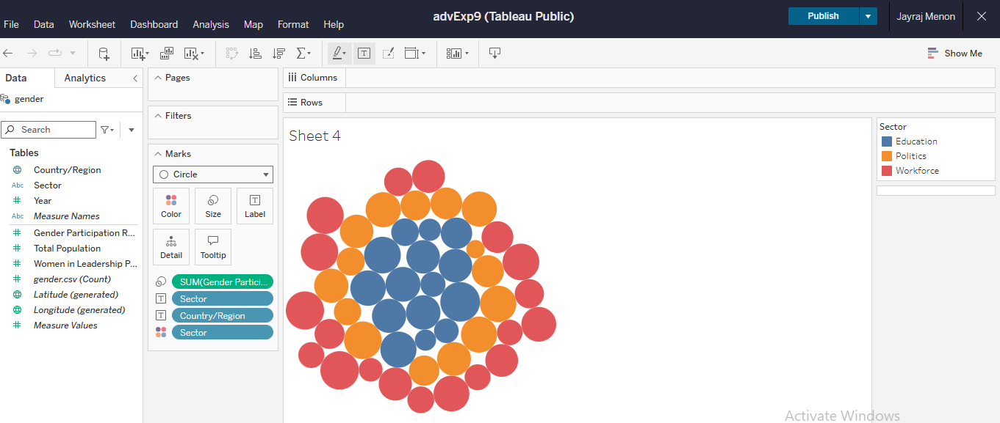 advExp9 (Tableau Public)
Publish
Jayraj Menon
File Data Worksheet Dashboard Analysis Map Format Help
Show Me
Data Analytics
gender
Search
Tables
Country/Region
Abc Sector
Year
Abc Measure Names
Gender Participation R...
Total Population
Women in Leadership P...
gender.csv (Count)
Latitude (generated)
Longitude (generated)
Measure Values
Pages
Filters
Marks
Circle
Color Size Label
Detail Tooltip
SUM(Gender Partici...
Sector
Country/Region
Sector
Columns
Rows
Sheet 4
Sector
Education
Politics
Workforce
Activate Windows